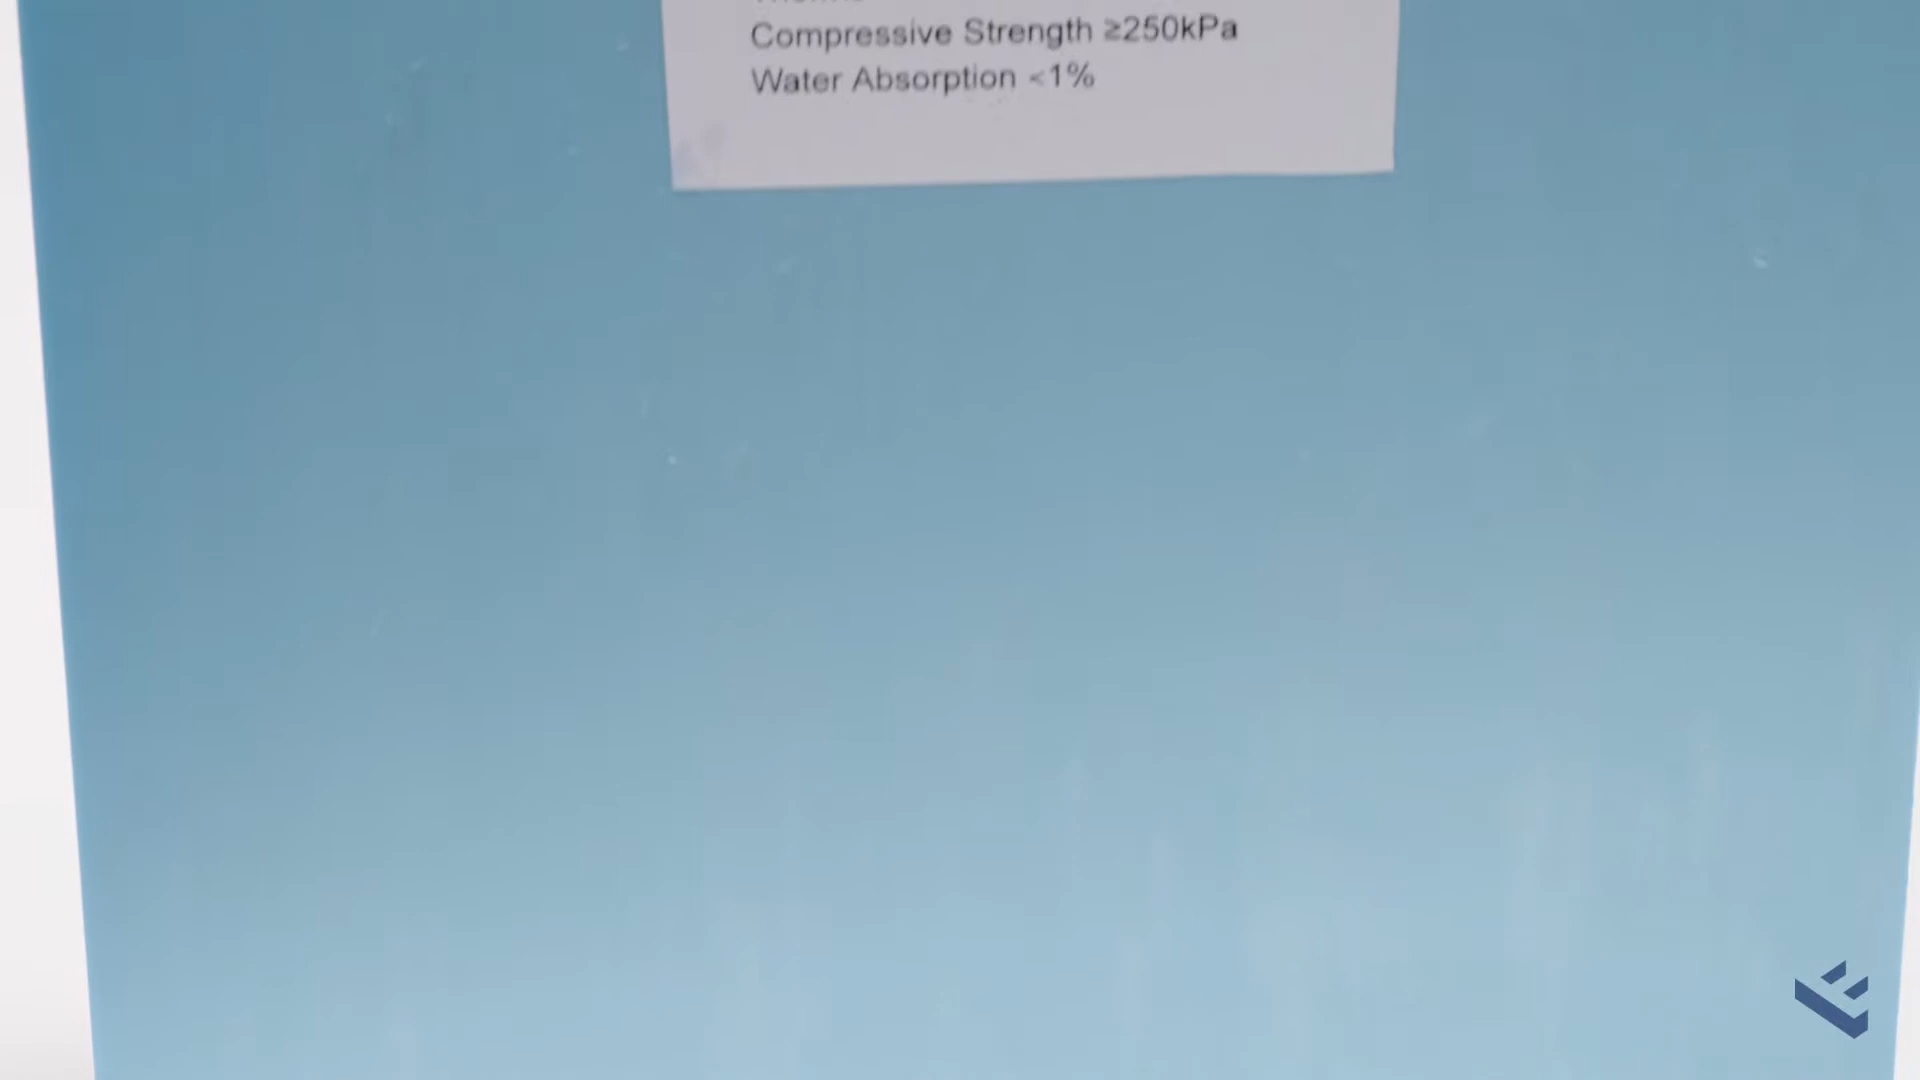 Compressive Strength ≥250kPa
Water Absorption <1%